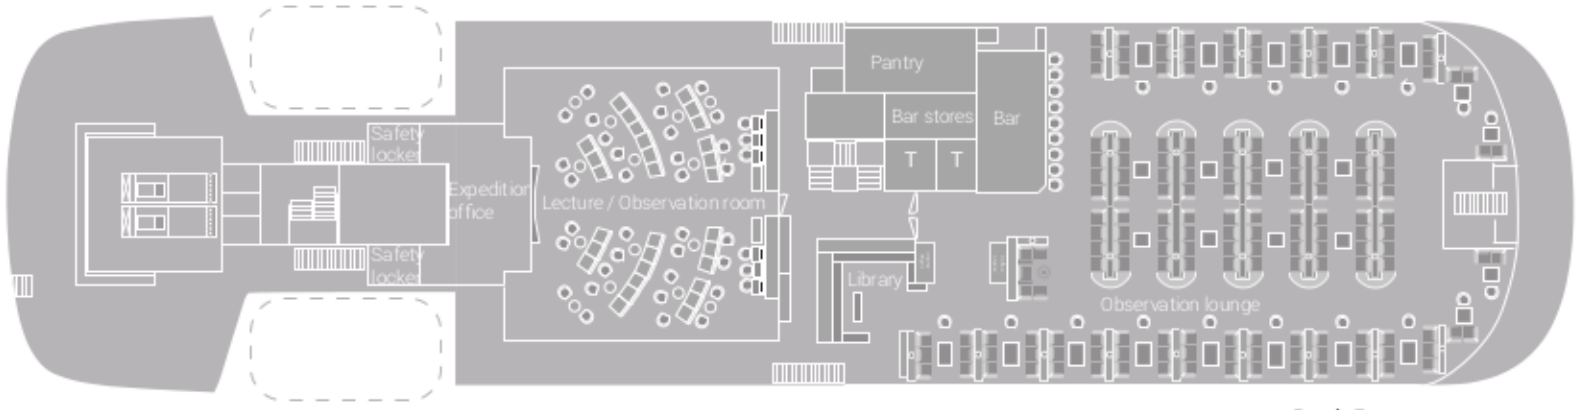 Pantry
Safety
locker
Bar stores
Bar
T
T
Expedition
office
Lecture / Observation room
Safety
locker
Library
Observation lounge